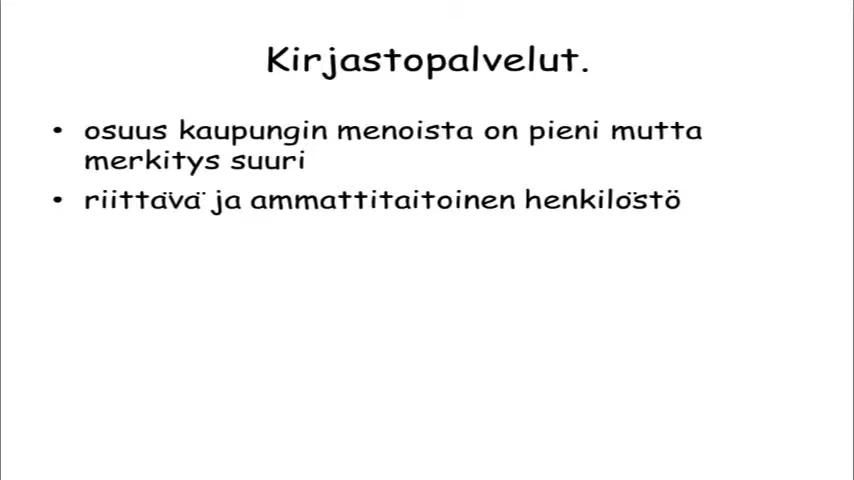 Kirjastopalvelut.
• osuus kaupungin menoista on pieni mutta
merkitys suuri
• riittävä ja ammattitaitoinen henkilöstö